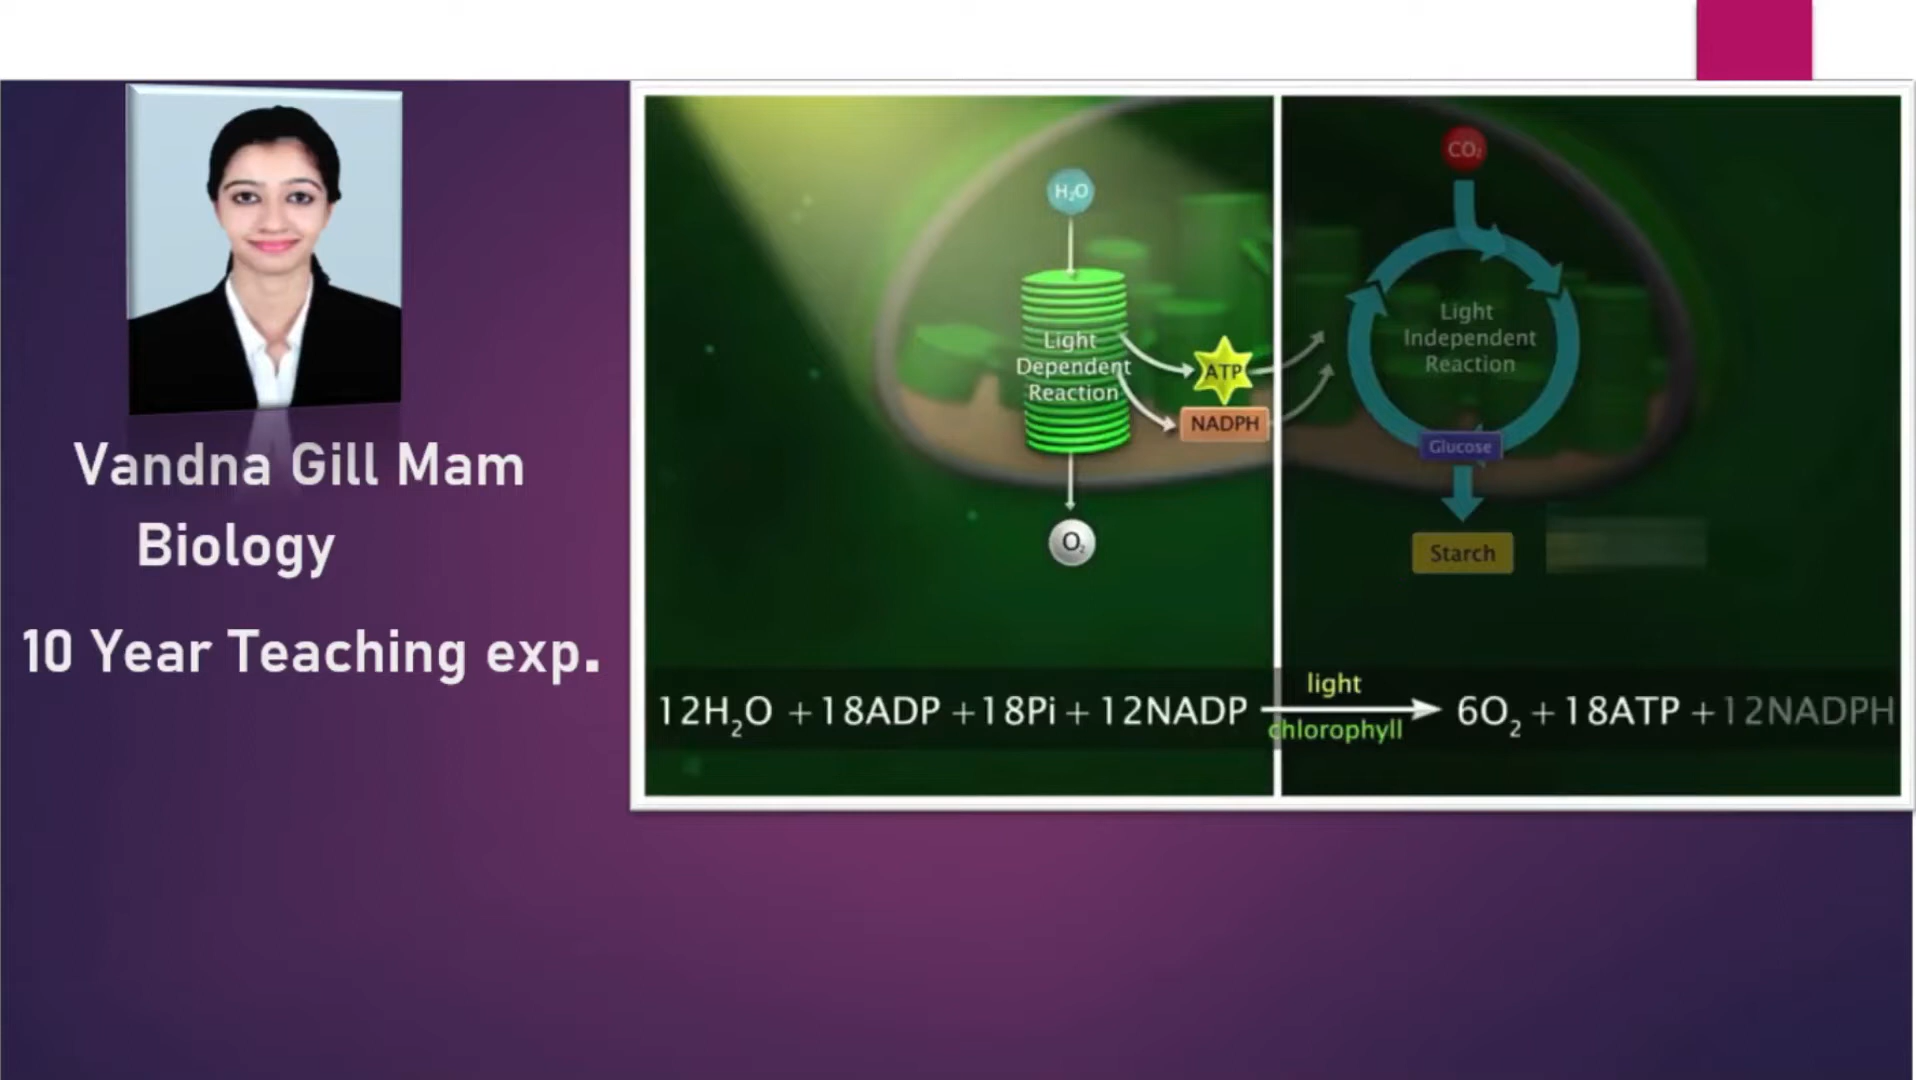 Vandna Gill Mam
Biology
10 Year Teaching exp.
H₂O
Light
Dependent
Reaction
ATP
NADPH
O₂
CO₂
Light
Independent
Reaction
Glucose
Starch
12H₂O + 18ADP + 18Pi + 12NADP light chlorophyll 6O₂ + 18ATP + 12NADPH